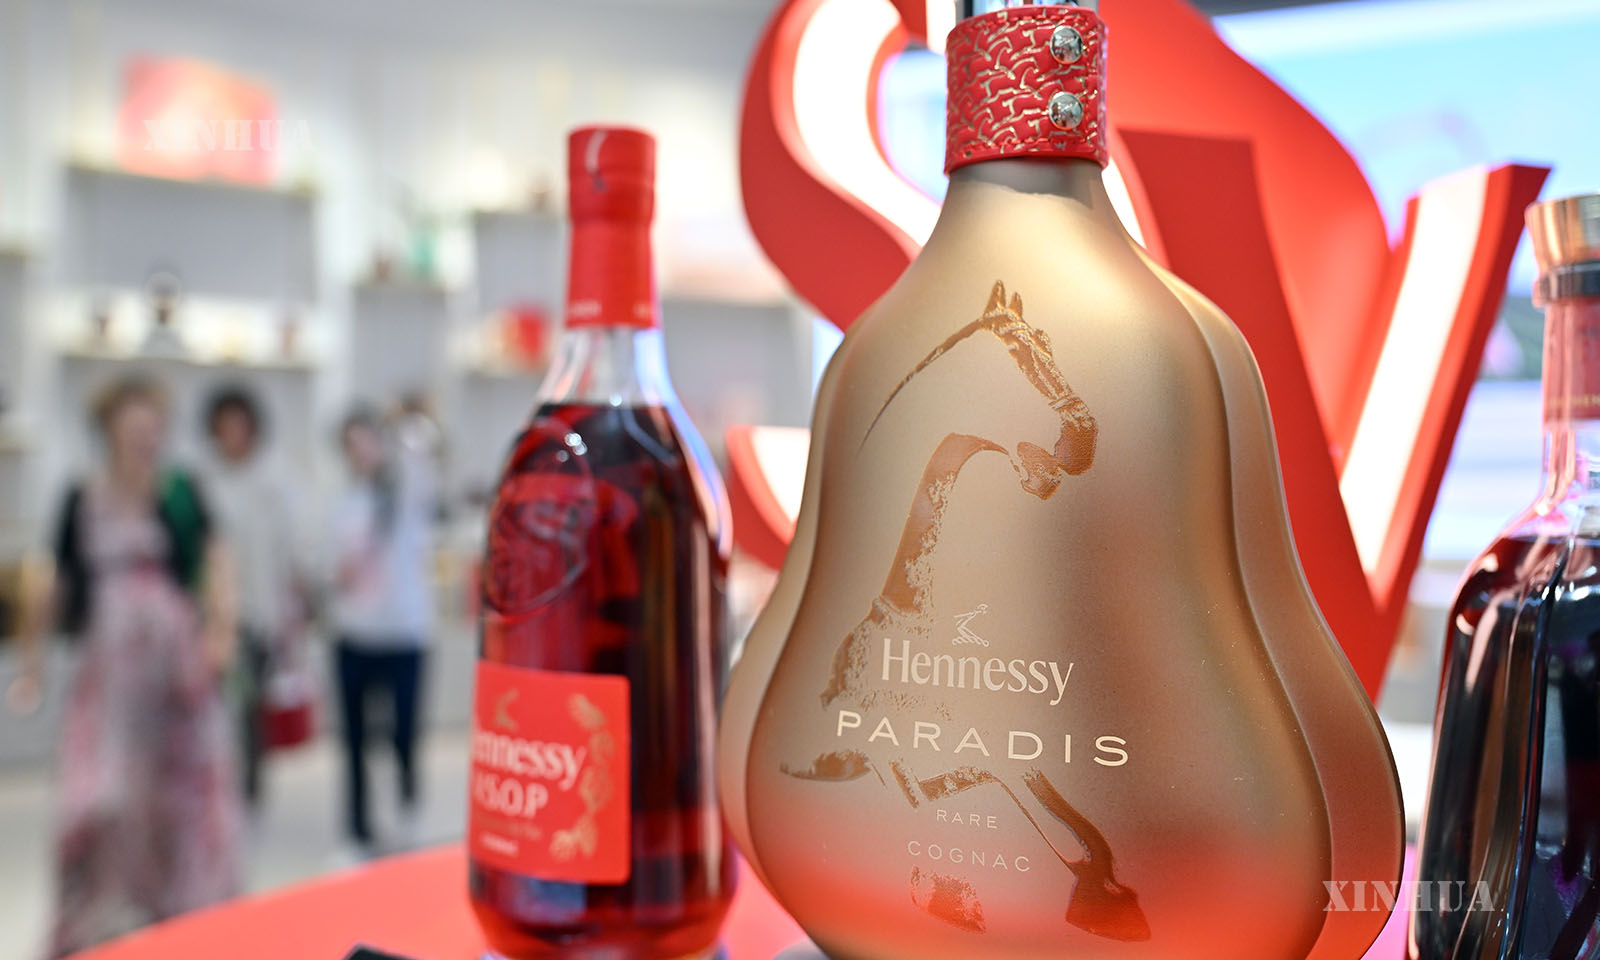 XINHUA
Hennessy
PARADIS
RARE
COGNAC
ennessy
V.S.O.P
XINHUA